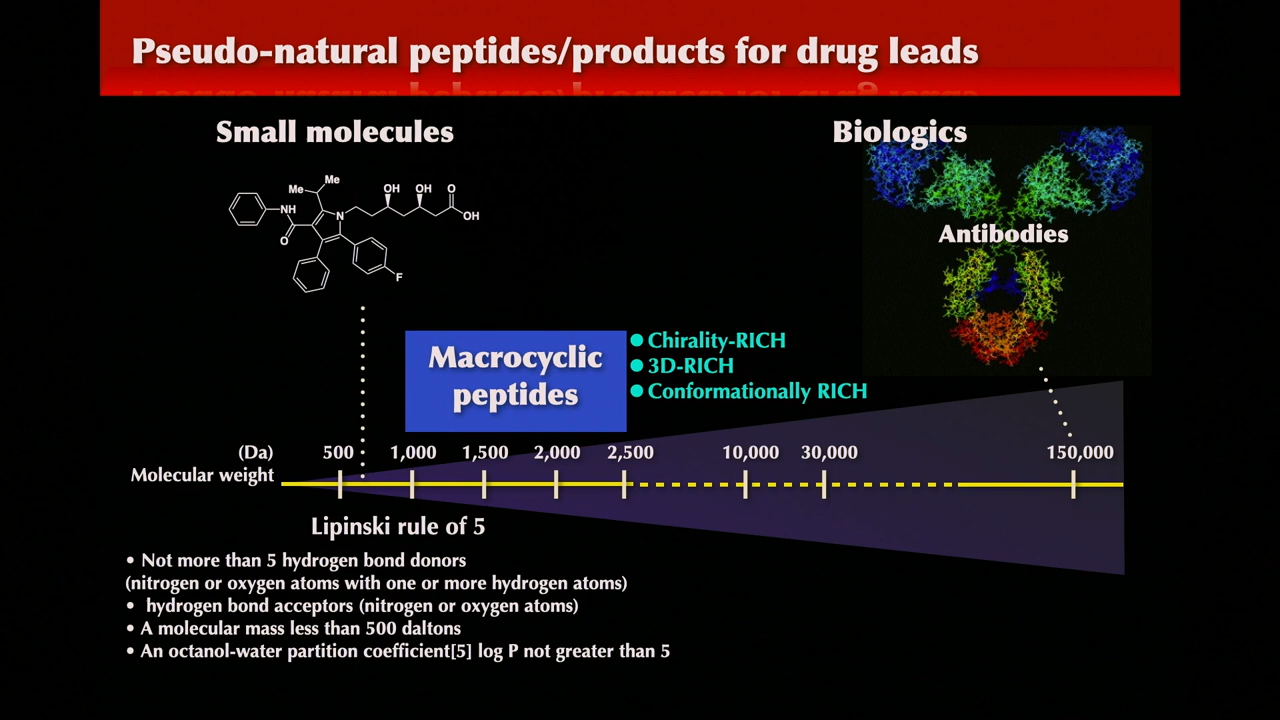 Pseudo-natural peptides/products for drug leads
Small molecules
Biologics
Me
Me
OH
OH
O
OH
NH
N
O
F
Antibodies
Macrocyclic
peptides
● Chirality-RICH
● 3D-RICH
● Conformationally RICH
(Da)
Molecular weight
500
1,000
1,500
2,000
2,500
10,000
30,000
150,000
Lipinski rule of 5
• Not more than 5 hydrogen bond donors
(nitrogen or oxygen atoms with one or more hydrogen atoms)
• hydrogen bond acceptors (nitrogen or oxygen atoms)
• A molecular mass less than 500 daltons
• An octanol-water partition coefficient[5] log P not greater than 5